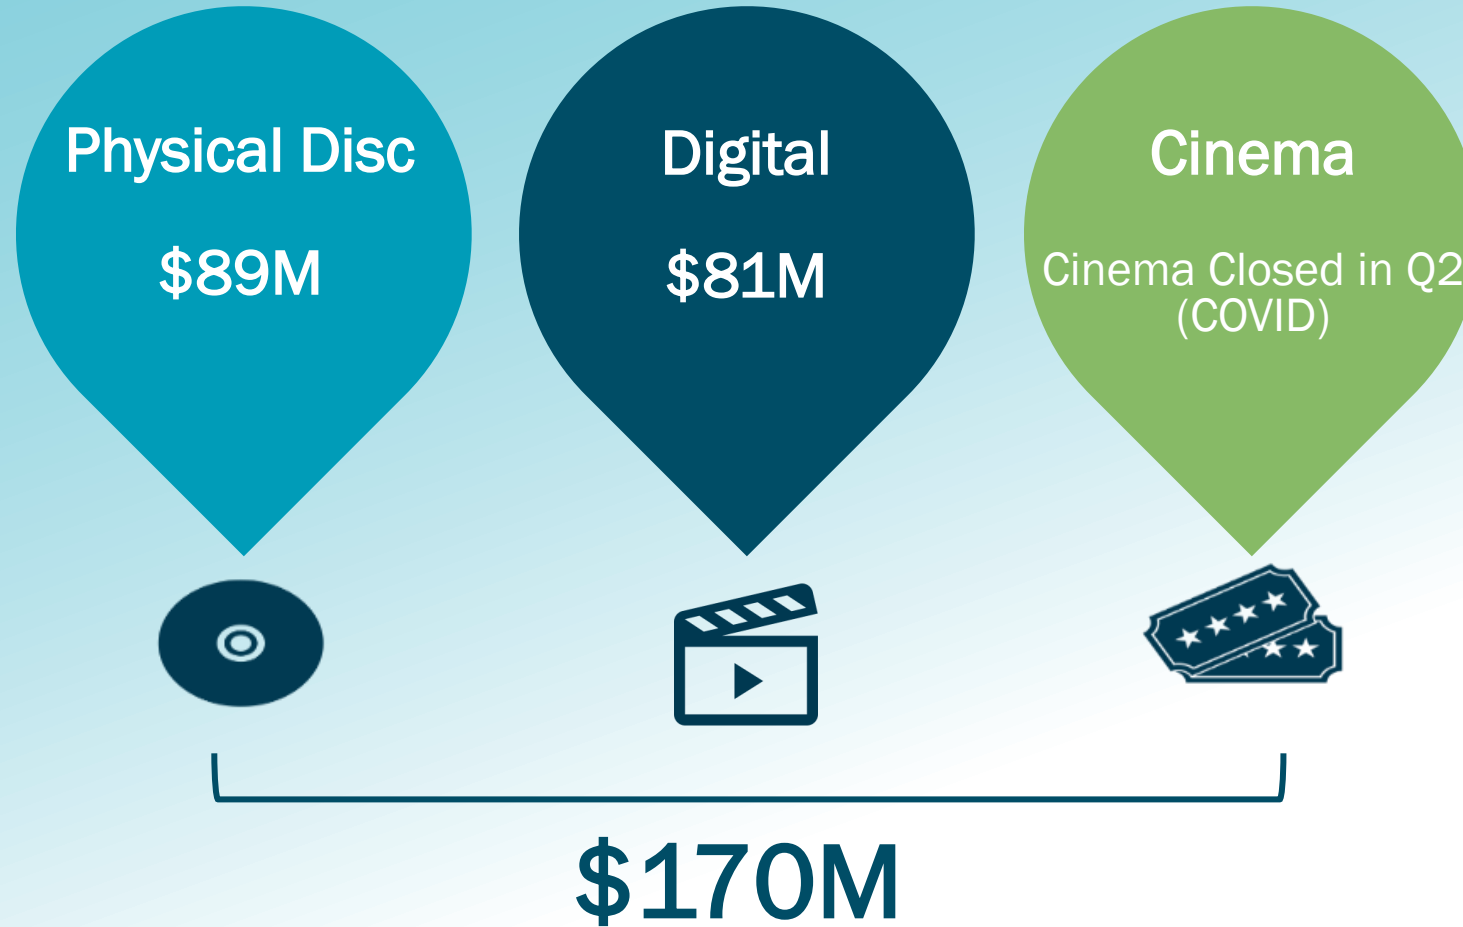 Physical Disc
$89M
Digital
$81M
Cinema
Cinema Closed in Q2
(COVID)
$170M